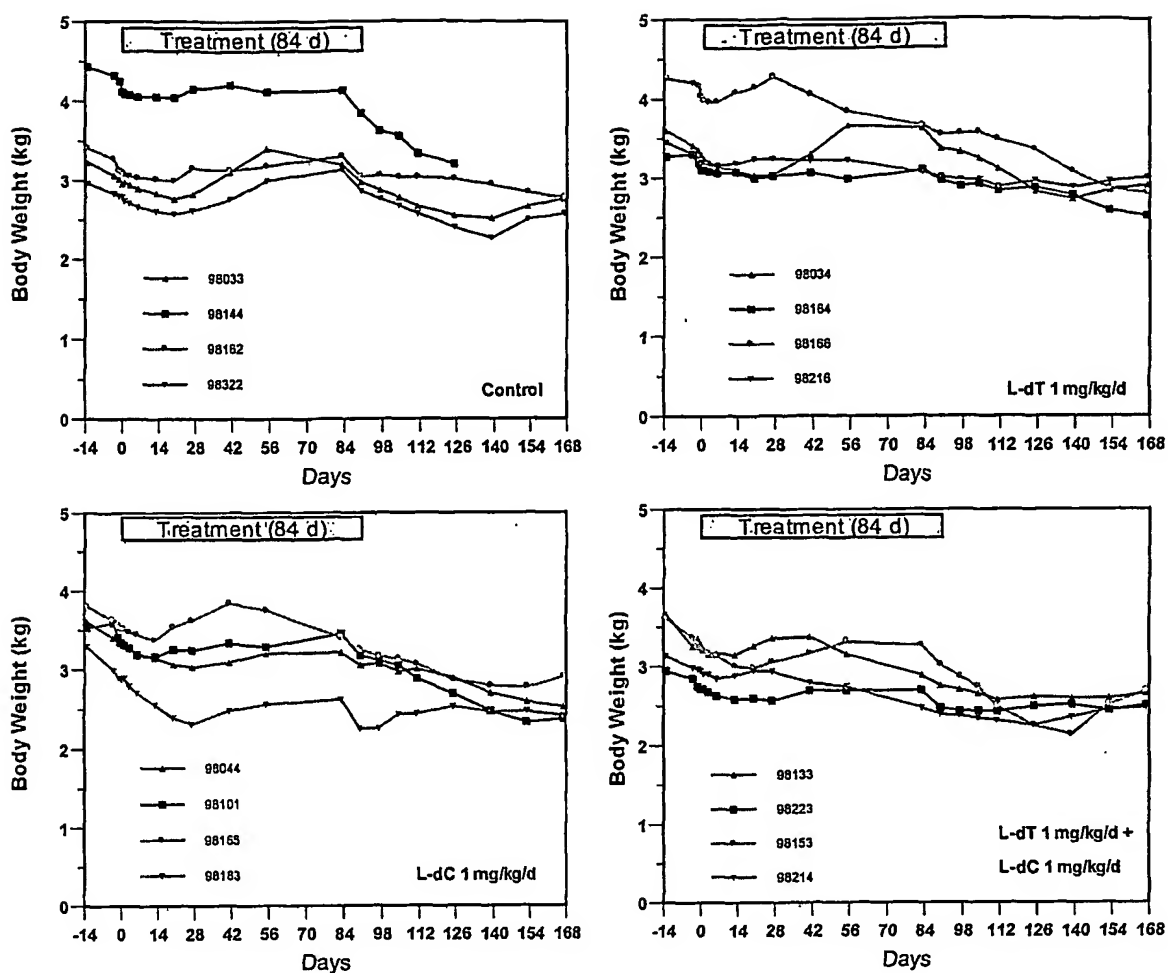 Treatment (84 d)
5
4
3
2
1
0
Body Weight (kg)
98033
98144
98162
98322
Control
-14 0 14 28 42 56 70 84 98 112 126 140 154 168
Days
Treatment (84 d)
5
4
3
2
1
0
Body Weight (kg)
98034
98164
98166
98216
L-dT 1 mg/kg/d
-14 0 14 28 42 56 70 84 98 112 126 140 154 168
Days
Treatment (84 d)
5
4
3
2
1
0
Body Weight (kg)
98044
98101
98165
98183
L-dC 1 mg/kg/d
-14 0 14 28 42 56 70 84 98 112 126 140 154 168
Days
Treatment (84 d)
5
4
3
2
1
0
Body Weight (kg)
98133
98223
98153
98214
L-dT 1 mg/kg/d +
L-dC 1 mg/kg/d
-14 0 14 28 42 56 70 84 98 112 126 140 154 168
Days